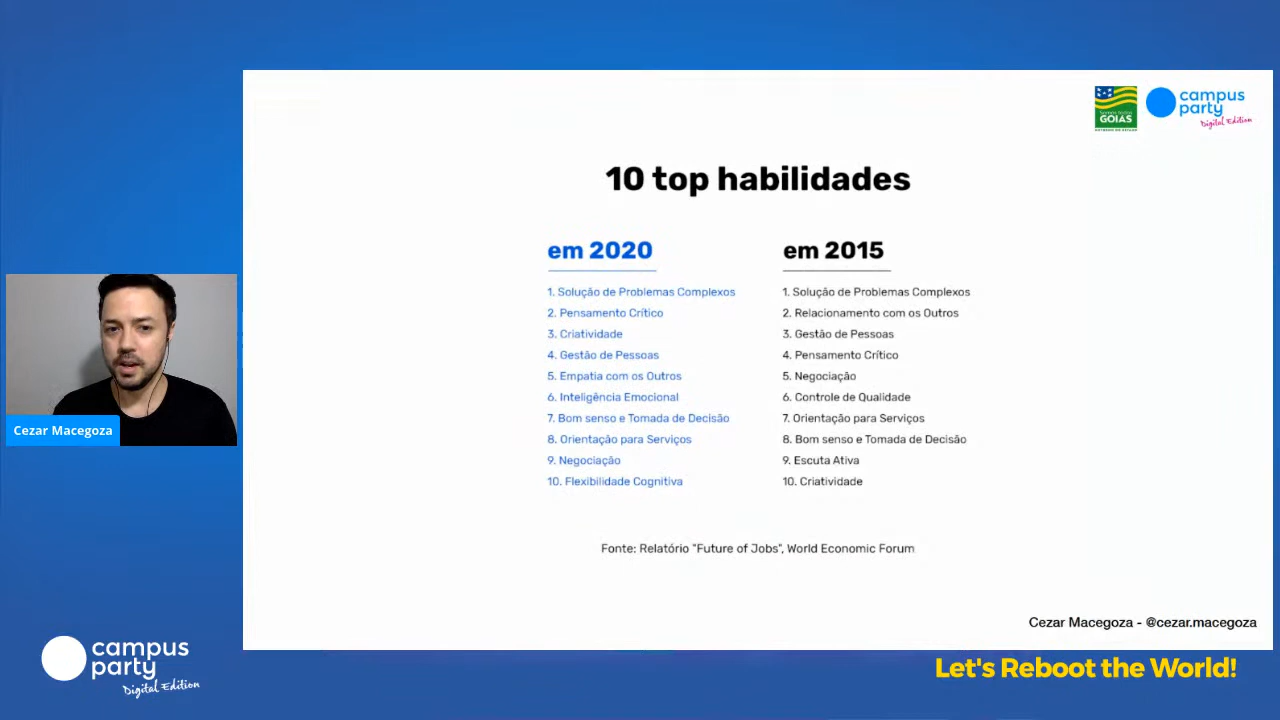 GOIÁS
campus
party
Digital Edition
10 top habilidades
em 2020
1. Solução de Problemas Complexos
2. Pensamento Crítico
3. Criatividade
4. Gestão de Pessoas
5. Empatia com os Outros
6. Inteligência Emocional
7. Bom senso e Tomada de Decisão
8. Orientação para Serviços
9. Negociação
10. Flexibilidade Cognitiva
em 2015
1. Solução de Problemas Complexos
2. Relacionamento com os Outros
3. Gestão de Pessoas
4. Pensamento Crítico
5. Negociação
6. Controle de Qualidade
7. Orientação para Serviços
8. Bom senso e Tomada de Decisão
9. Escuta Ativa
10. Criatividade
Fonte: Relatório "Future of Jobs", World Economic Forum
Cezar Macegoza - @cezar.macegoza
Cezar Macegoza
campus
party
Digital Edition
Let's Reboot the World!